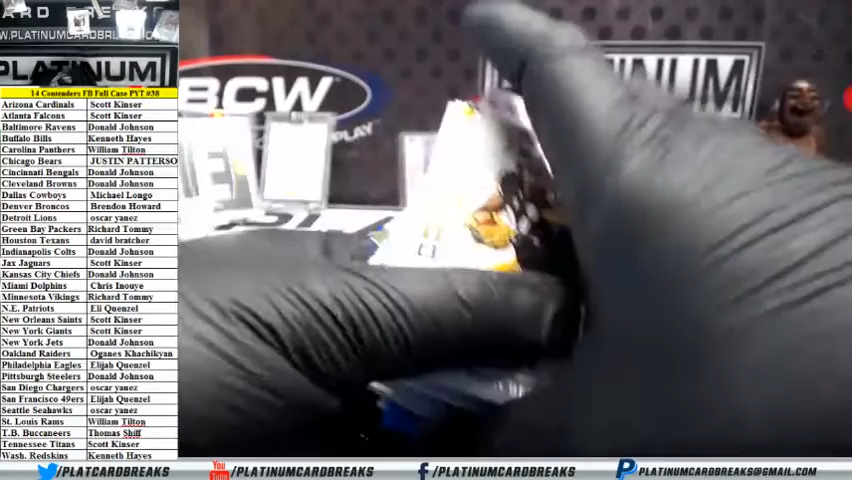 CARD BREAKS
WWW.PLATINUMCARDBREAKS.COM
PLATINUM
BCW
PLATINUM
14 Contenders FB Full Case PYT #38
Arizona Cardinals Scott Kinser
Atlanta Falcons Scott Kinser
Baltimore Ravens Donald Johnson
Buffalo Bills Kenneth Hayes
Carolina Panthers William Tilton
Chicago Bears JUSTIN PATTERSO
Cincinnati Bengals Donald Johnson
Cleveland Browns Donald Johnson
Dallas Cowboys Michael Longo
Denver Broncos Brendon Howard
Detroit Lions oscar yanez
Green Bay Packers Richard Tommy
Houston Texans david bratcher
Indianapolis Colts Donald Johnson
Jax Jaguars Scott Kinser
Kansas City Chiefs Donald Johnson
Miami Dolphins Chris Inouye
Minnesota Vikings Richard Tommy
N.E. Patriots Eli Quenzel
New Orleans Saints Scott Kinser
New York Giants Scott Kinser
New York Jets Donald Johnson
Oakland Raiders Oganes Khachikyan
Philadelphia Eagles Elijah Quenzel
Pittsburgh Steelers Donald Johnson
San Diego Chargers oscar yanez
San Francisco 49ers Elijah Quenzel
Seattle Seahawks oscar yanez
St. Louis Rams William Tilton
T.B. Buccaneers Thomas Shiff
Tennessee Titans Scott Kinser
Wash. Redskins Kenneth Hayes
/PLATCARDBREAKS
You Tube /PLATINUMCARDBREAKS
/PLATINUMCARDBREAKS
PLATINUMCARDBREAKS@GMAIL.COM